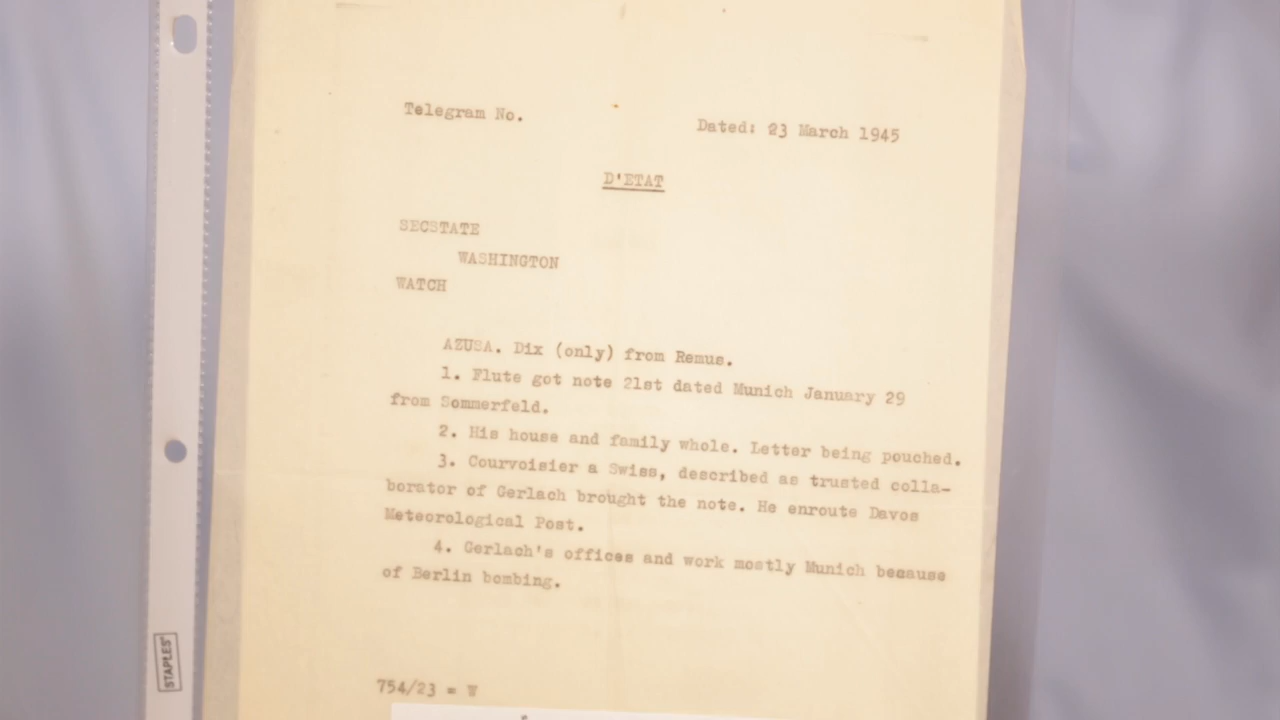 Telegram No.
Dated: 23 March 1945
D'ETAT
SECSTATE
WASHINGTON
WATCH
AZUSA. Dix (only) from Remus.
1. Flute got note 21st dated Munich January 29
from Sommerfeld.
2. His house and family whole. Letter being pouched.
3. Courvoisier a Swiss, described as trusted colla-
borator of Gerlach brought the note. He enroute Davos
Meteorological Post.
4. Gerlach's offices and work mostly Munich because
of Berlin bombing.
754/23 = W
STAPLES